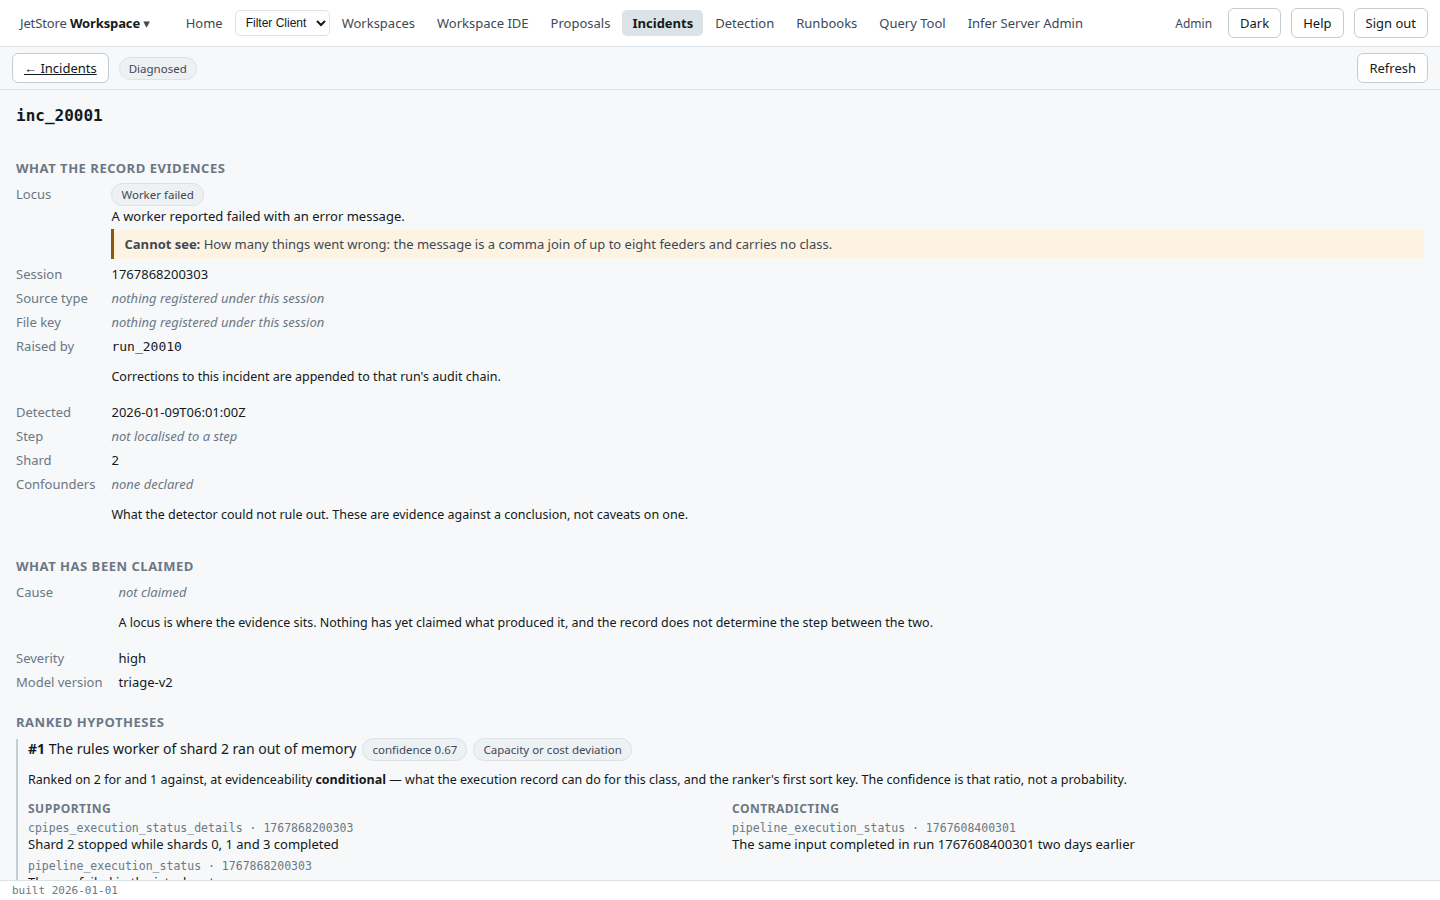 JetStore Workspace ▾
Home
Filter Client
Workspaces
Workspace IDE
Proposals
Incidents
Detection
Runbooks
Query Tool
Infer Server Admin
Admin
Dark
Help
Sign out
← Incidents
Diagnosed
Refresh
inc_20001
WHAT THE RECORD EVIDENCES
Locus
Worker failed
A worker reported failed with an error message.
Cannot see: How many things went wrong: the message is a comma join of up to eight feeders and carries no class.
Session
1767868200303
Source type
nothing registered under this session
File key
nothing registered under this session
Raised by
run_20010
Corrections to this incident are appended to that run's audit chain.
Detected
2026-01-09T06:01:00Z
Step
not localised to a step
Shard
2
Confounders
none declared
What the detector could not rule out. These are evidence against a conclusion, not caveats on one.
WHAT HAS BEEN CLAIMED
Cause
not claimed
A locus is where the evidence sits. Nothing has yet claimed what produced it, and the record does not determine the step between the two.
Severity
high
Model version
triage-v2
RANKED HYPOTHESES
#1 The rules worker of shard 2 ran out of memory
confidence 0.67
Capacity or cost deviation
Ranked on 2 for and 1 against, at evidenceability conditional — what the execution record can do for this class, and the ranker's first sort key. The confidence is that ratio, not a probability.
SUPPORTING
cpipes_execution_status_details · 1767868200303
Shard 2 stopped while shards 0, 1 and 3 completed
pipeline_execution_status · 1767868200303
CONTRADICTING
pipeline_execution_status · 1767608400301
The same input completed in run 1767608400301 two days earlier
built 2026-01-01